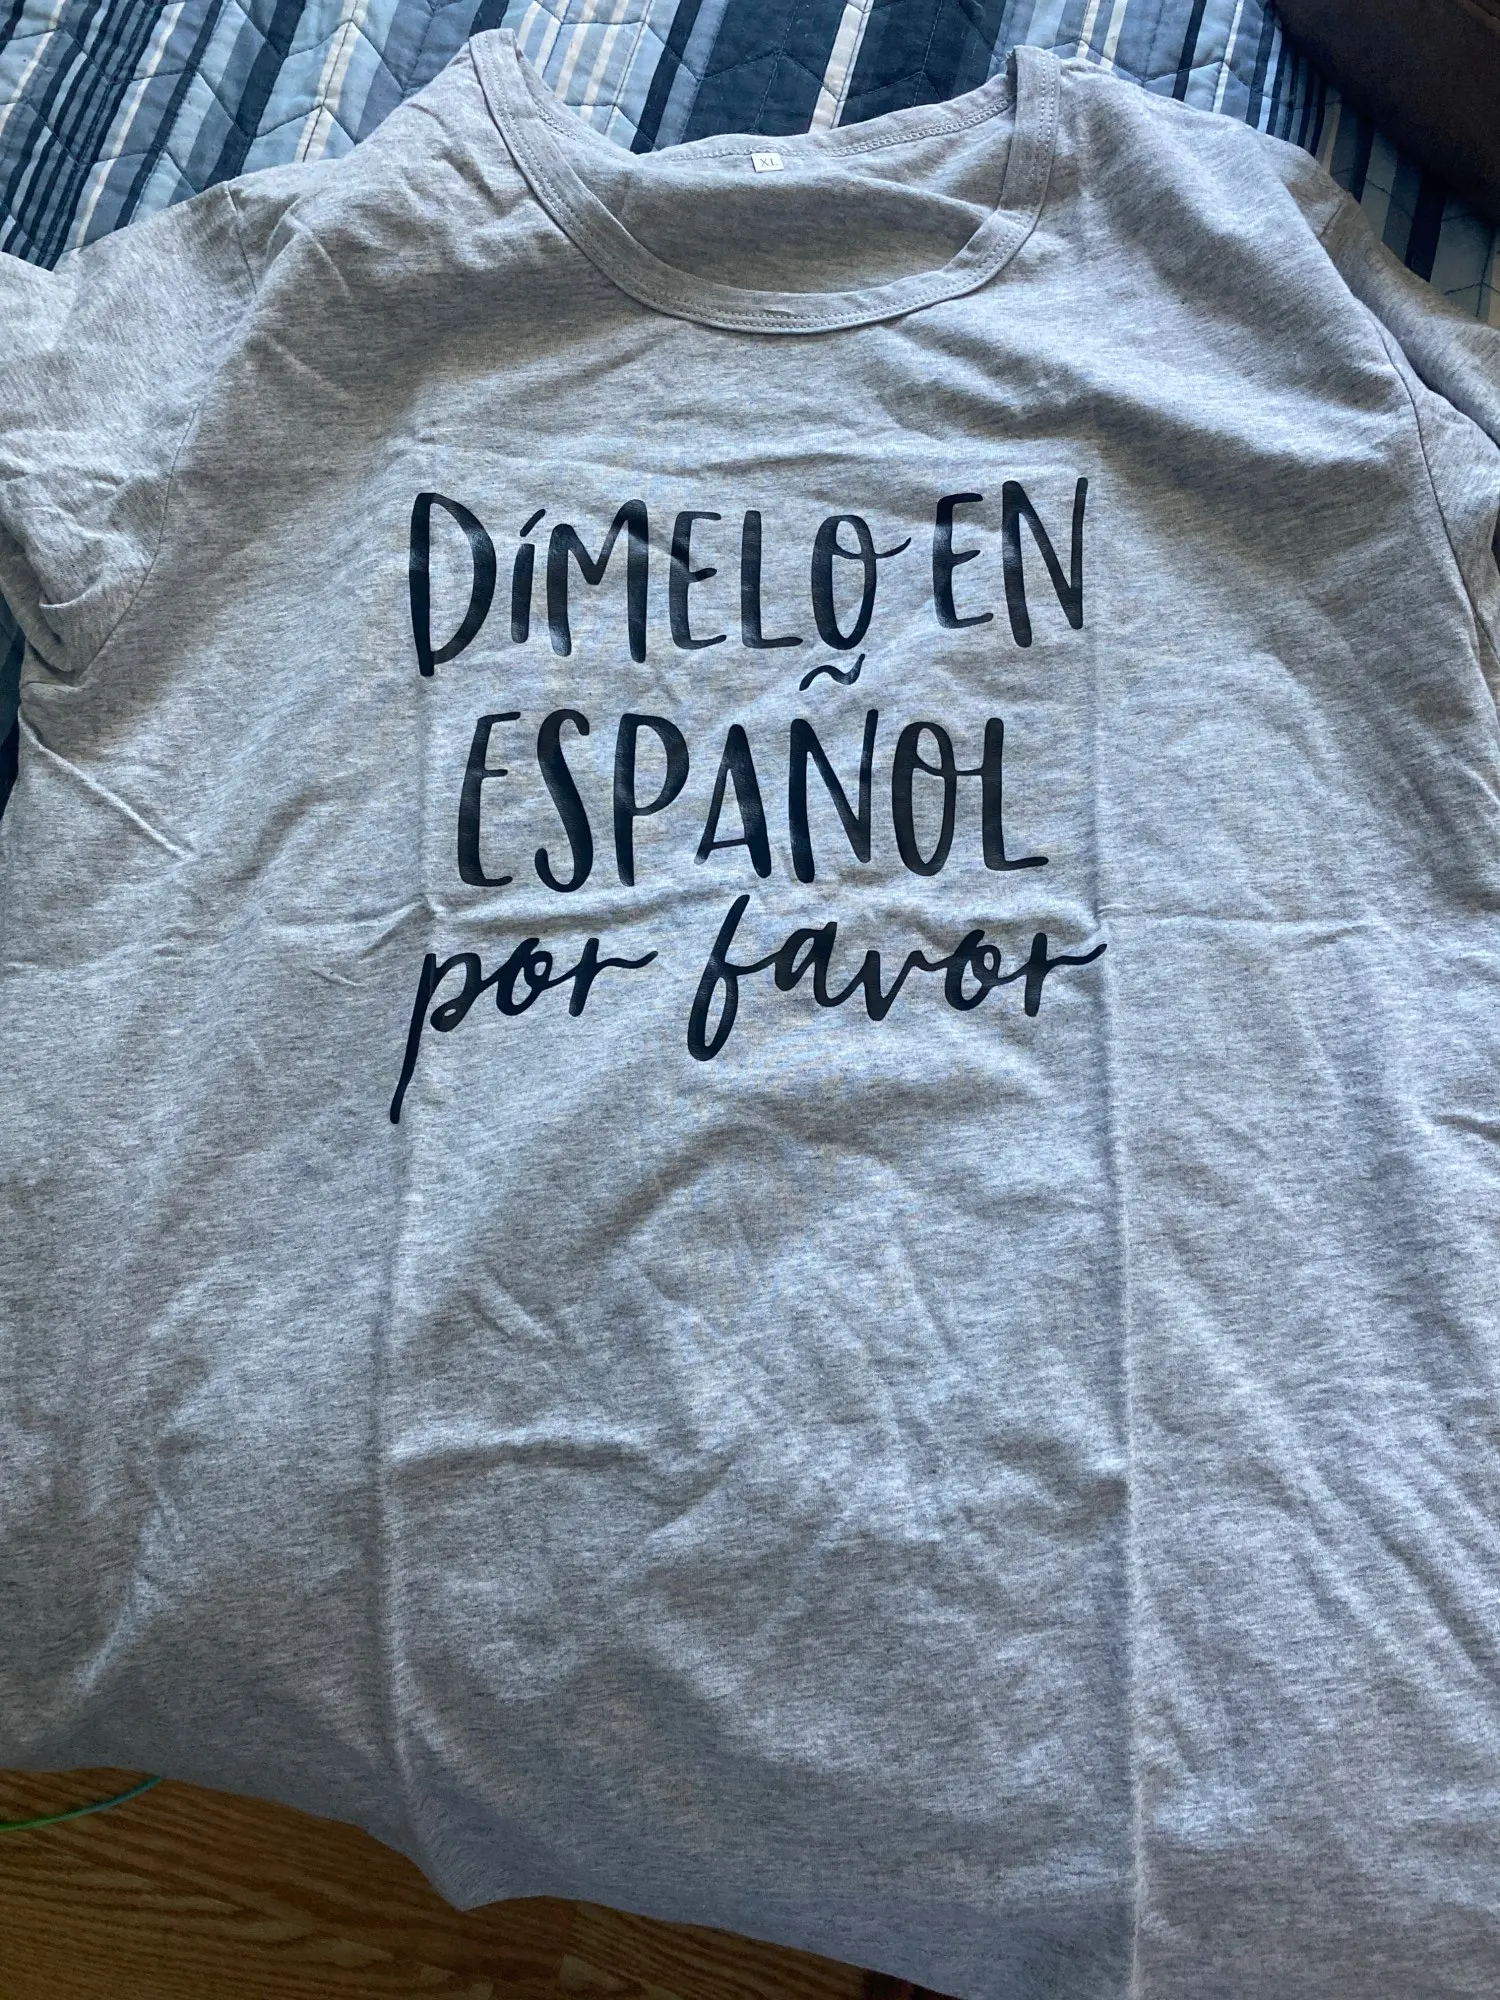 XL
DÍMELO EN
ESPAÑOL
por favor